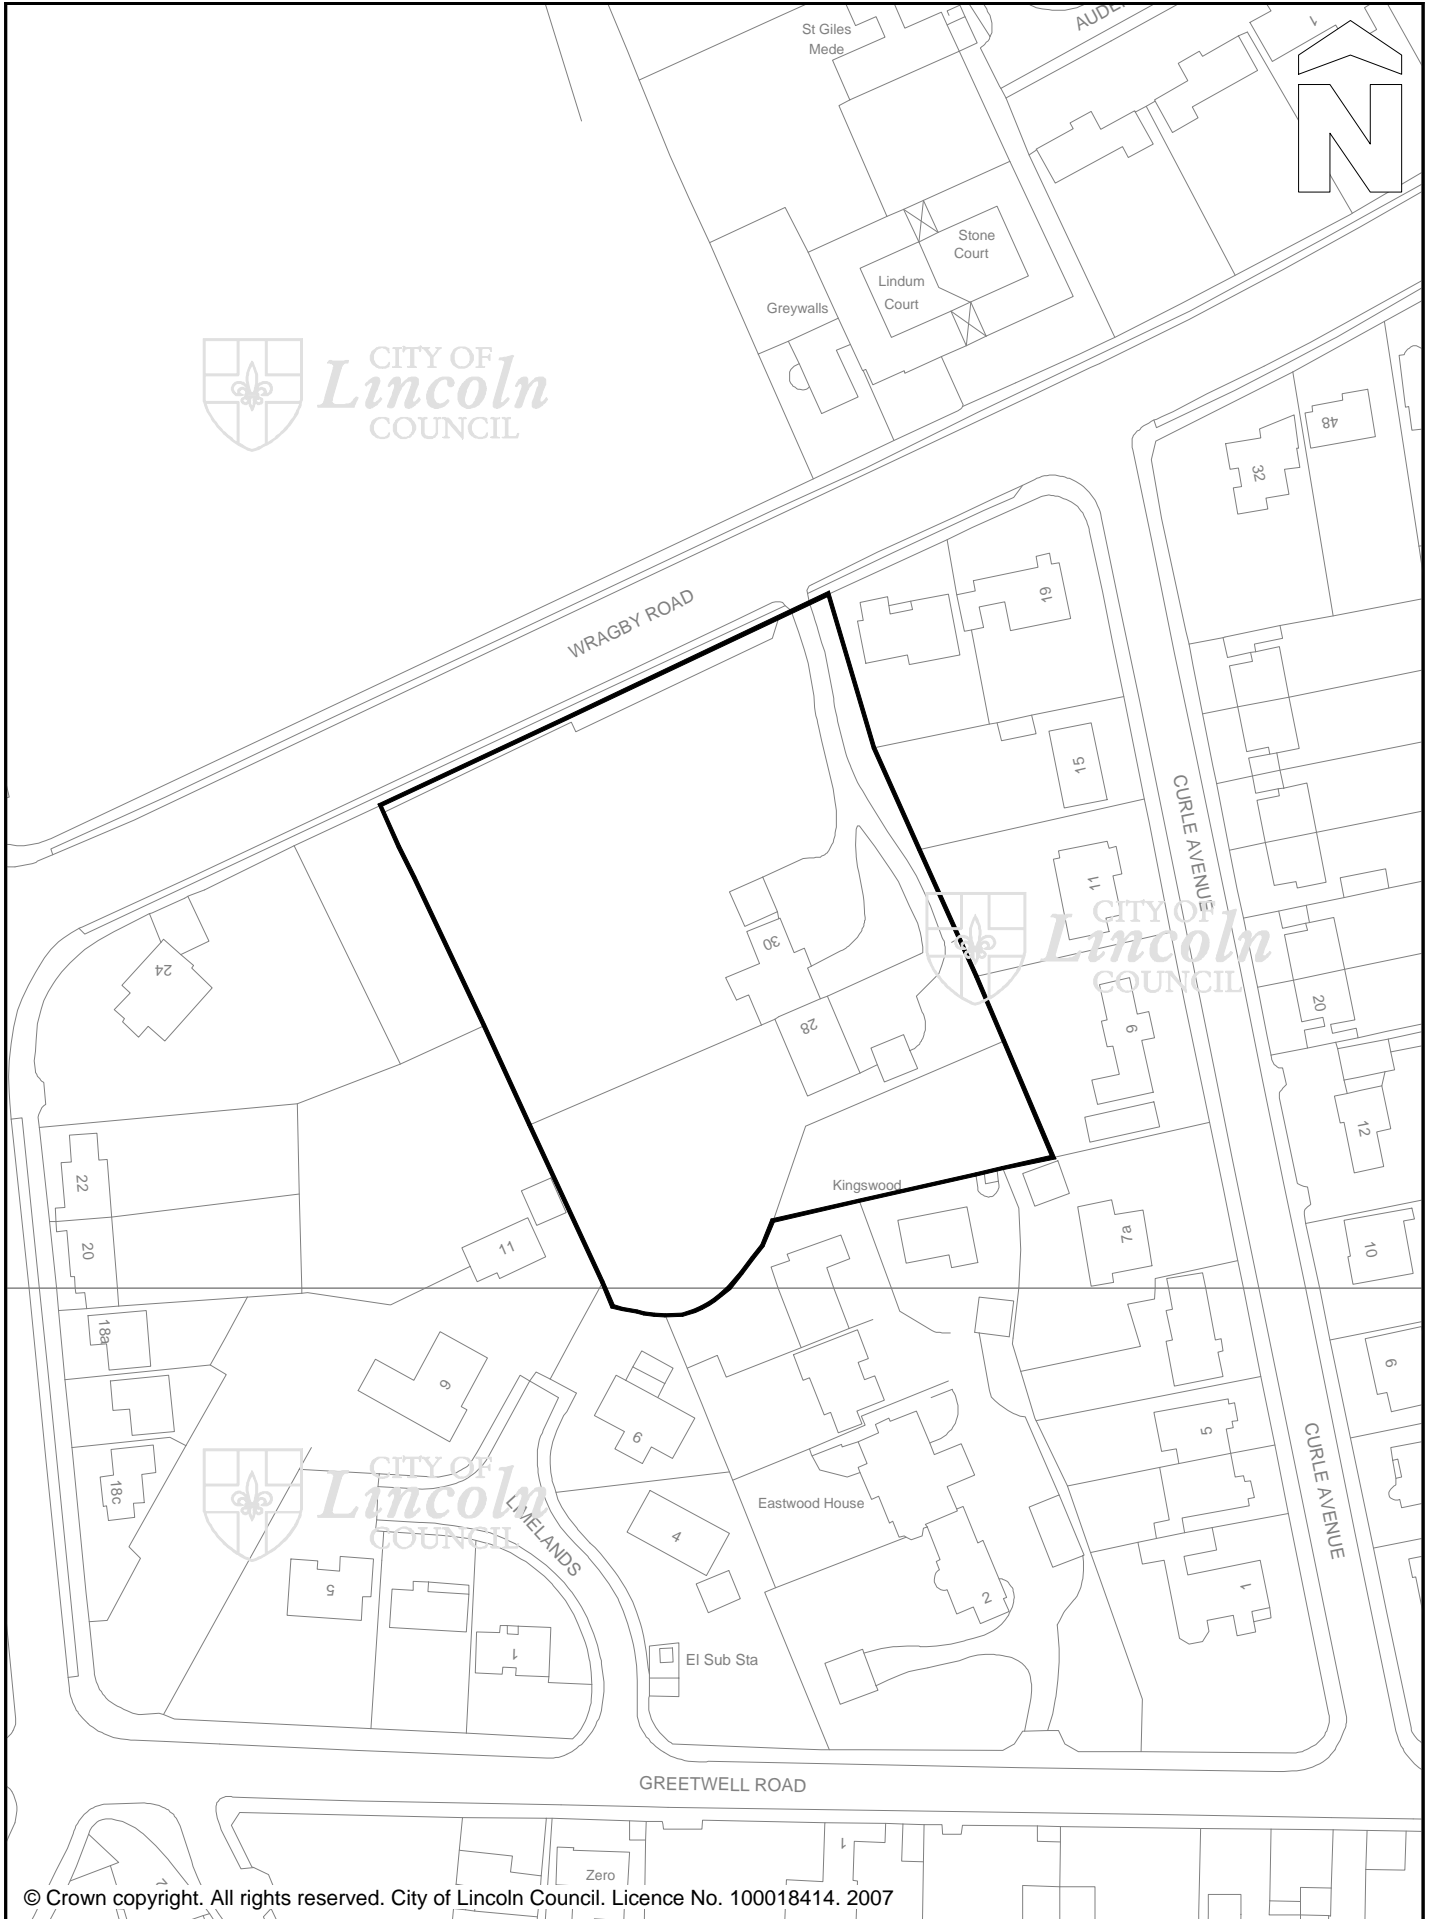 St Giles
Mede
1
Stone
Court
Lindum
Court
Greywalls
CITY OF
Lincoln
COUNCIL
48
32
WRAGBY ROAD
19
15
CURLE AVENUE
11
CITY OF
Lincoln
COUNCIL
30
24
28
9
20
12
22
Kingswood
7a
20
11
10
18a
9
6
6
5
CURLE AVENUE
18c
CITY OF
Lincoln
COUNCIL
LIMELANDS
Eastwood House
4
5
2
1
1
El Sub Sta
GREETWELL ROAD
1
Zero
© Crown copyright. All rights reserved. City of Lincoln Council. Licence No. 100018414. 2007
N